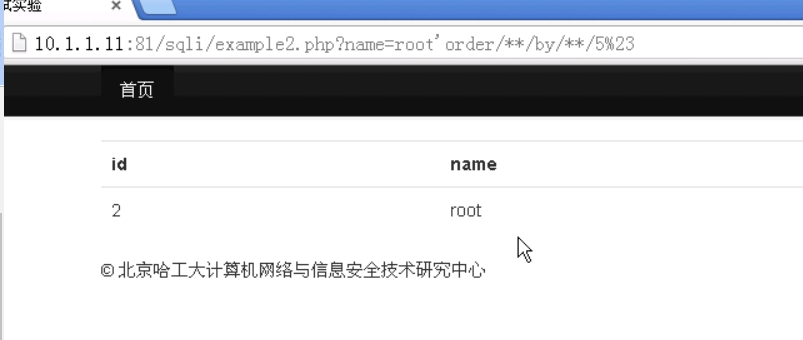 试实验
10.1.1.11:81/sqli/example2.php?name=root'order/**/by/**/5%23
首页
id name
2 root
© 北京哈工大计算机网络与信息安全技术研究中心